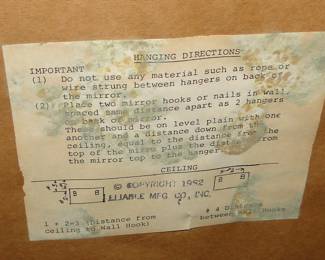 HANGING DIRECTIONS
IMPORTANT
(1) Do not use any material such as rope or
wire strung between hangers on back of
the mirror.
(2) Place two mirror hooks or nails in wall,
spaced same distance apart as 2 hangers
back of mirror.
These should be on level plain with one
another and a distance down from the
ceiling, equal to the distance from the
top of the mirror plus the distance from
the mirror top to the hanger.
CEILING
B B
B
© COPYRIGHT 1982
RELIABLE MFG CO, INC.
1 + 2=3 (Distance from
ceiling to Wall Hook)
# 4 Distance
between Wall Hooks